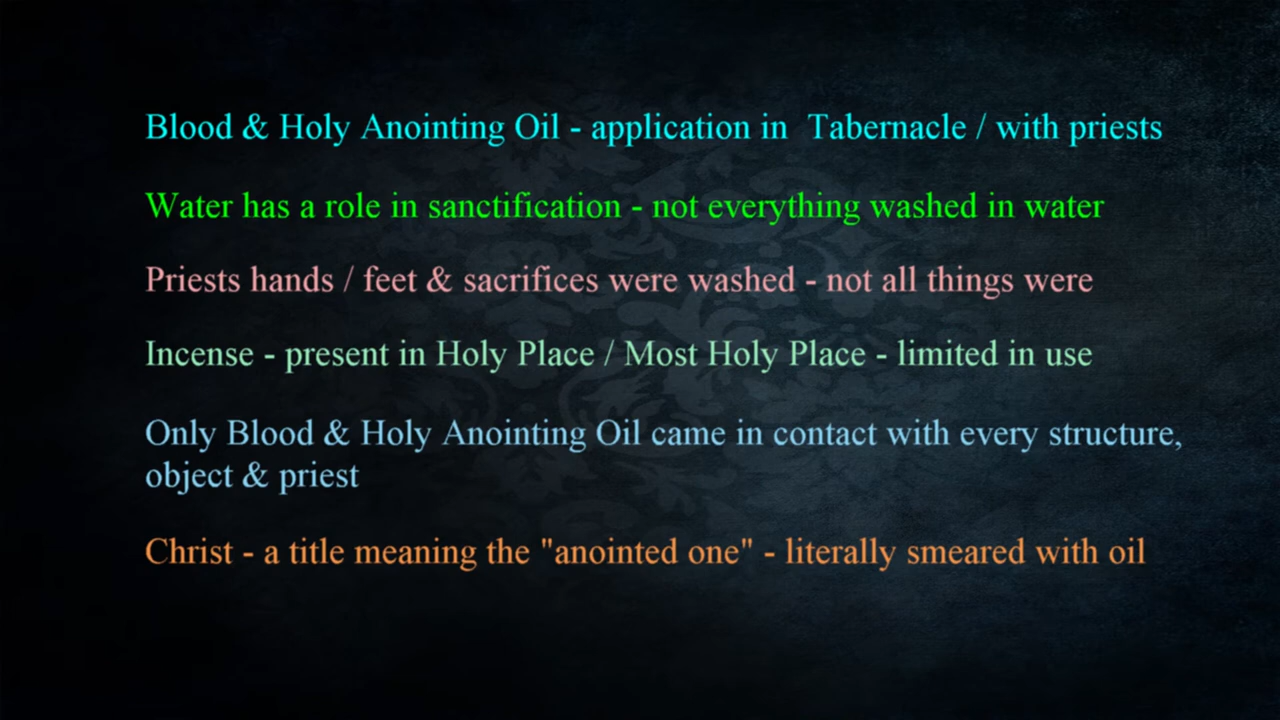 Blood & Holy Anointing Oil - application in  Tabernacle / with priests
Water has a role in sanctification - not everything washed in water
Priests hands / feet & sacrifices were washed - not all things were
Incense - present in Holy Place / Most Holy Place - limited in use
Only Blood & Holy Anointing Oil came in contact with every structure,
object & priest
Christ - a title meaning the "anointed one" - literally smeared with oil